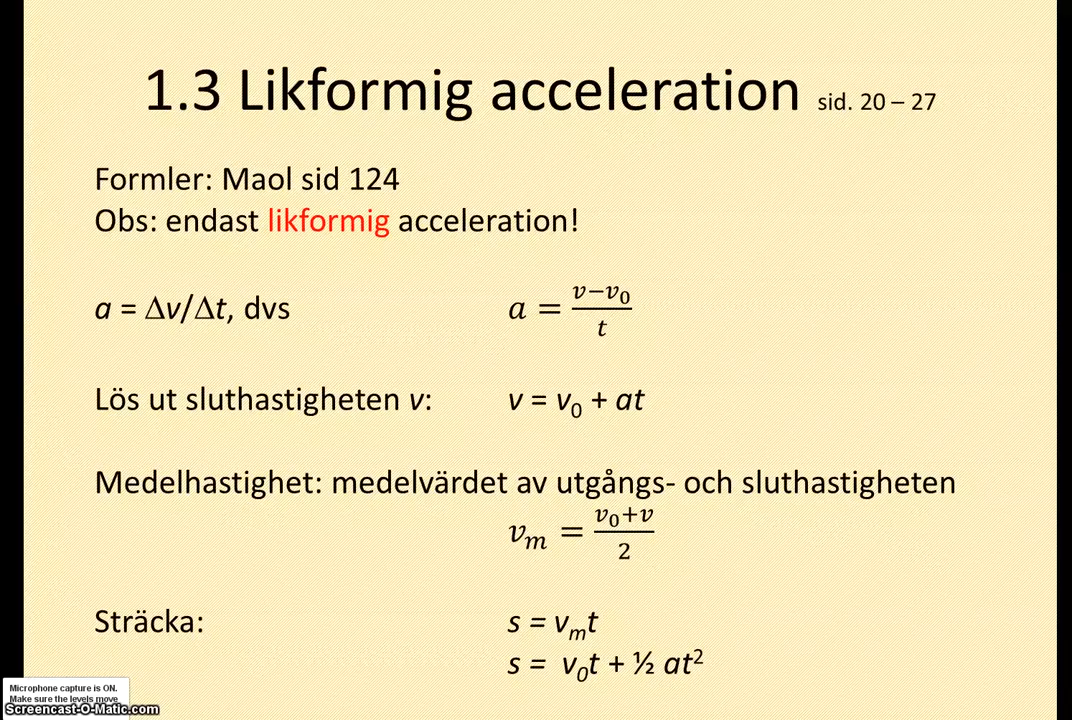 1.3 Likformig acceleration sid. 20 – 27
Formler: Maol sid 124
Obs: endast likformig acceleration!
a = Δv/Δt, dvs a = (v−v₀)/t
Lös ut sluthastigheten v: v = v₀ + at
Medelhastighet: medelvärdet av utgångs- och sluthastigheten
vₘ = (v₀+v)/2
Sträcka: s = vₘt
s = v₀t + ½ at²
Microphone capture is ON.
Make sure the levels move
Screencast-O-Matic.com